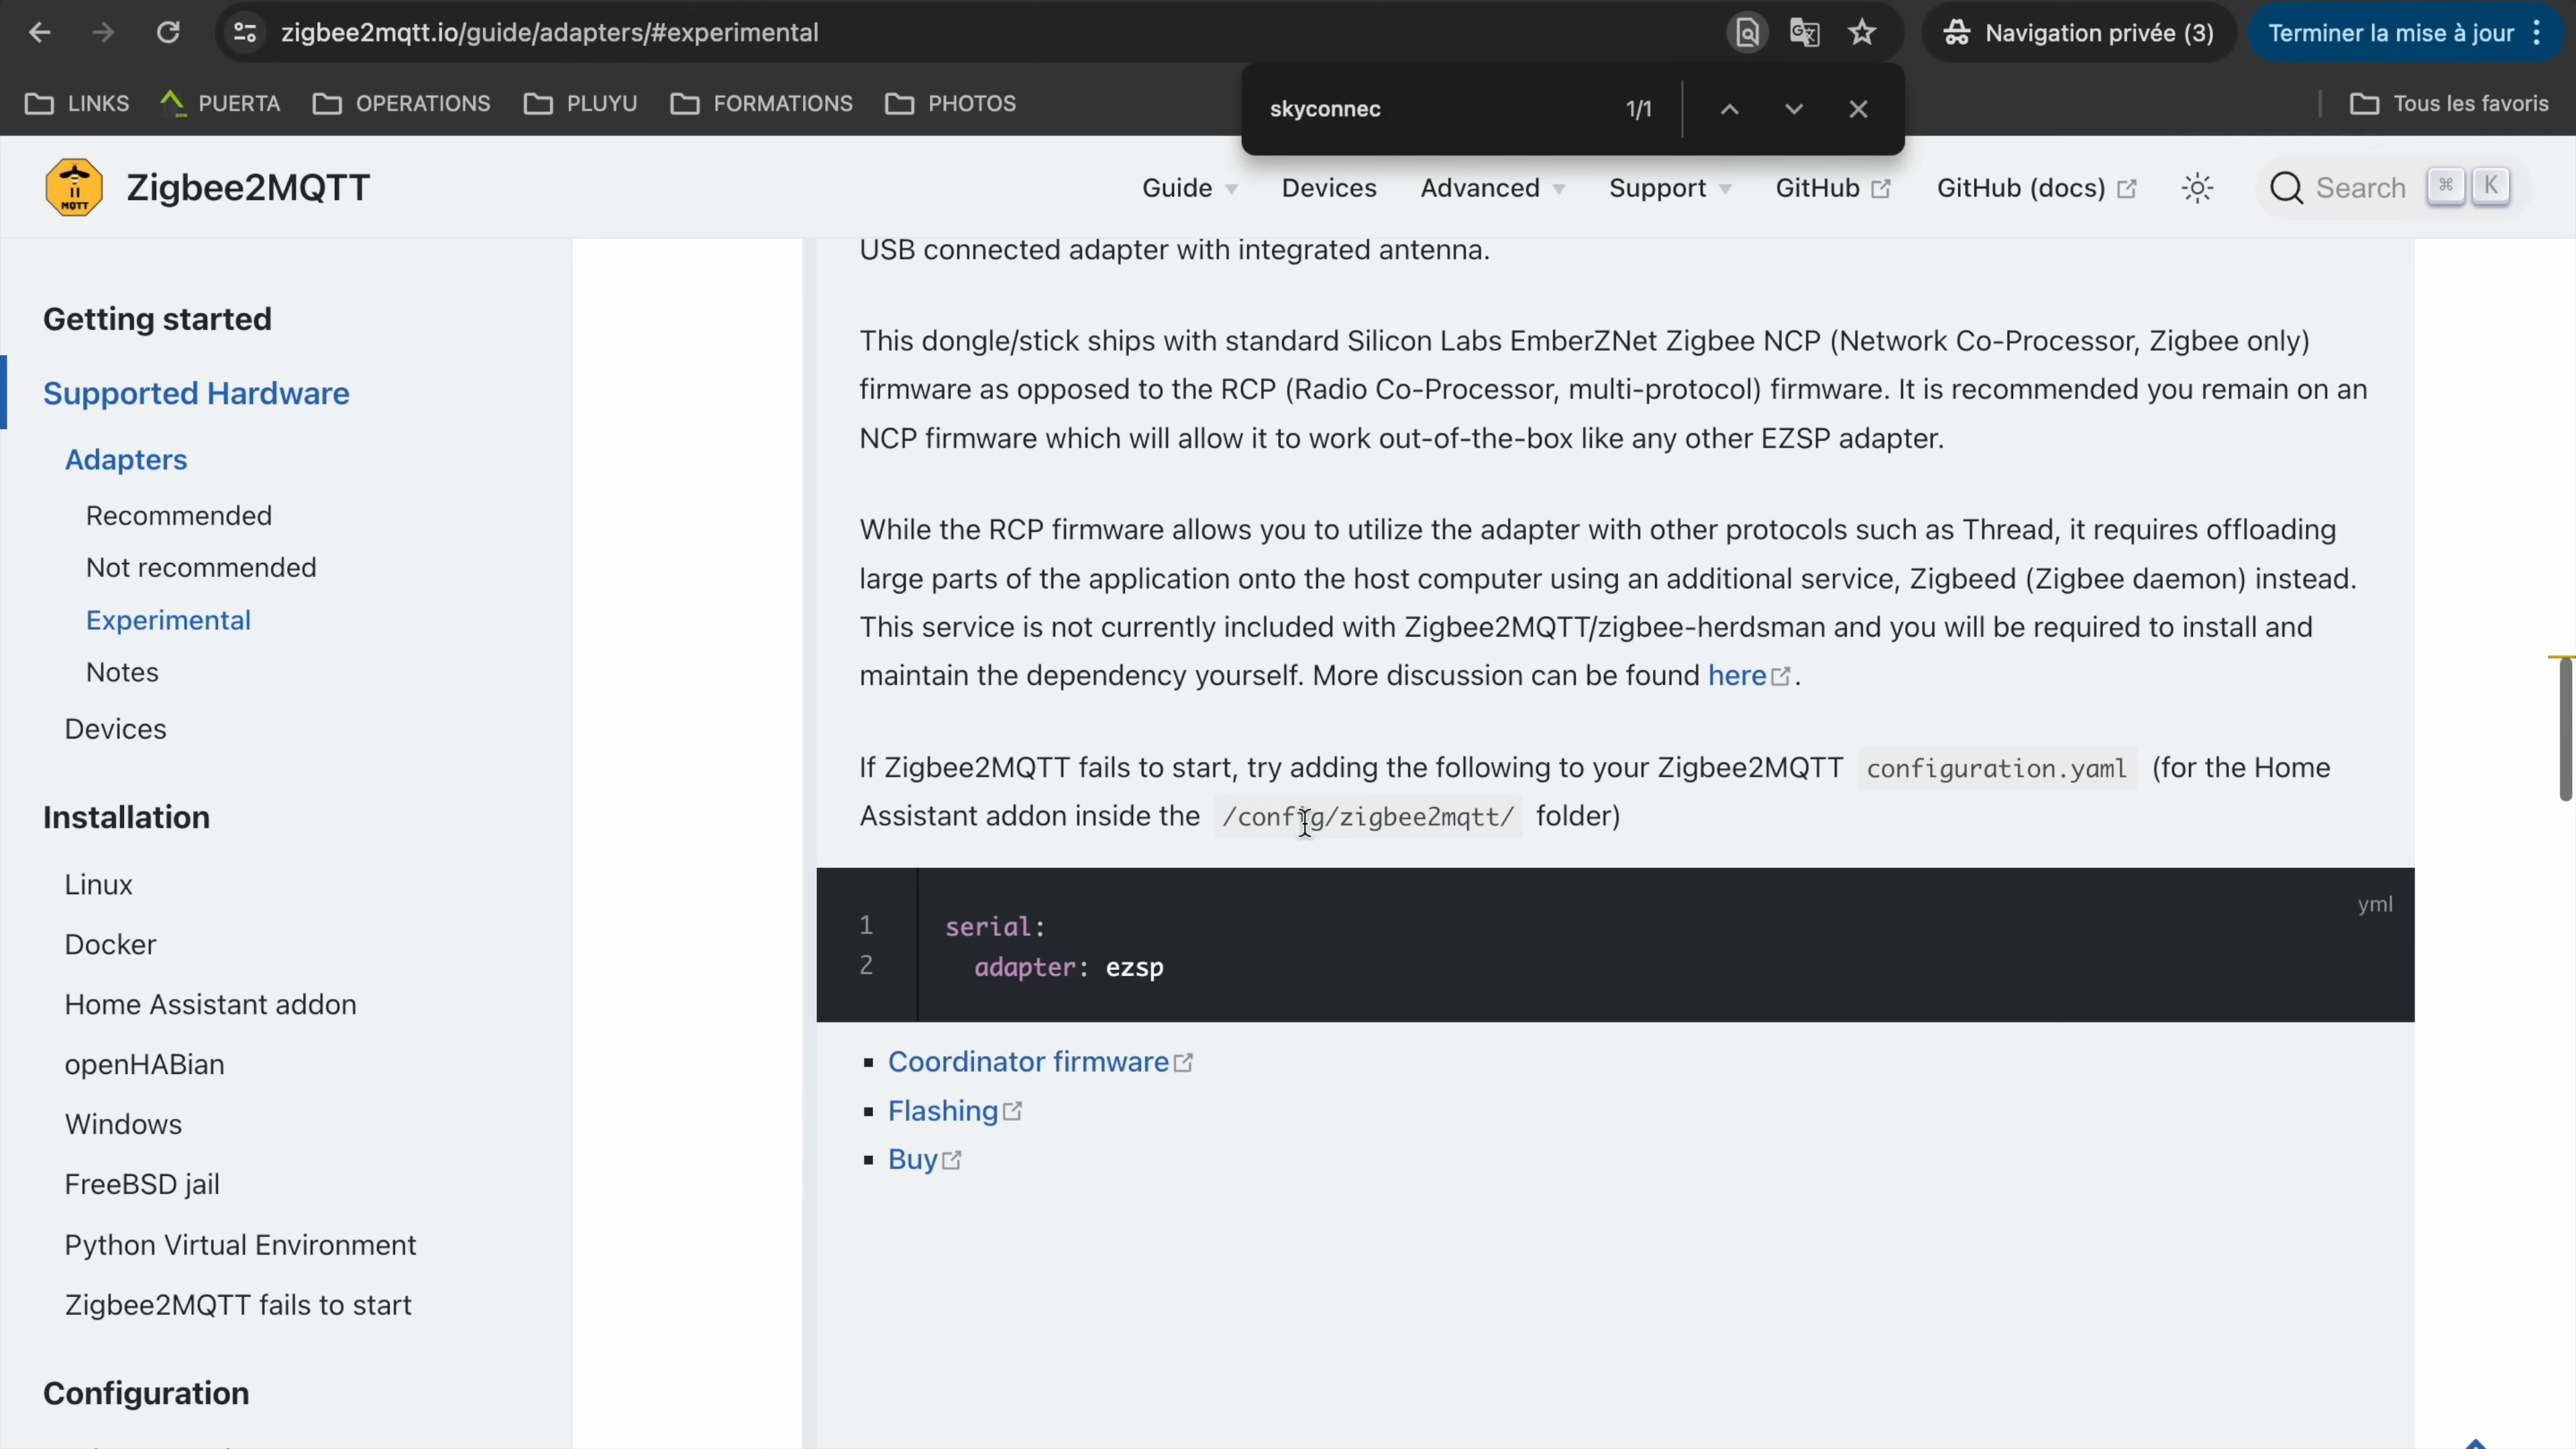 zigbee2mqtt.io/guide/adapters/#experimental
Navigation privée (3)
Terminer la mise à jour
LINKS
PUERTA
OPERATIONS
PLUYU
FORMATIONS
PHOTOS
skyconnec
1/1
Tous les favoris
MQTT
Zigbee2MQTT
Guide
Devices
Advanced
Support
GitHub
GitHub (docs)
Search
⌘
K
Getting started
Supported Hardware
Adapters
Recommended
Not recommended
Experimental
Notes
Devices
Installation
Linux
Docker
Home Assistant addon
openHABian
Windows
FreeBSD jail
Python Virtual Environment
Zigbee2MQTT fails to start
Configuration
USB connected adapter with integrated antenna.
This dongle/stick ships with standard Silicon Labs EmberZNet Zigbee NCP (Network Co-Processor, Zigbee only)
firmware as opposed to the RCP (Radio Co-Processor, multi-protocol) firmware. It is recommended you remain on an
NCP firmware which will allow it to work out-of-the-box like any other EZSP adapter.
While the RCP firmware allows you to utilize the adapter with other protocols such as Thread, it requires offloading
large parts of the application onto the host computer using an additional service, Zigbeed (Zigbee daemon) instead.
This service is not currently included with Zigbee2MQTT/zigbee-herdsman and you will be required to install and
maintain the dependency yourself. More discussion can be found here.
If Zigbee2MQTT fails to start, try adding the following to your Zigbee2MQTT configuration.yaml (for the Home
Assistant addon inside the /config/zigbee2mqtt/ folder)
yml
1 serial:
2 adapter: ezsp
▪ Coordinator firmware
▪ Flashing
▪ Buy